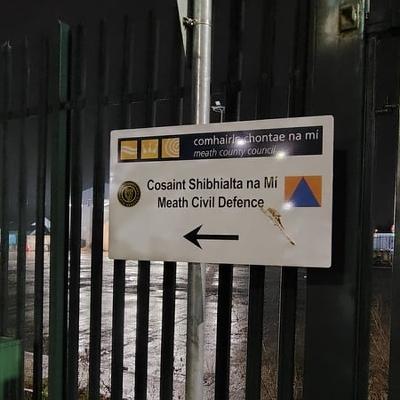 comhairle chontae na mí
meath county council
Cosaint Shibhialta na Mí
Meath Civil Defence